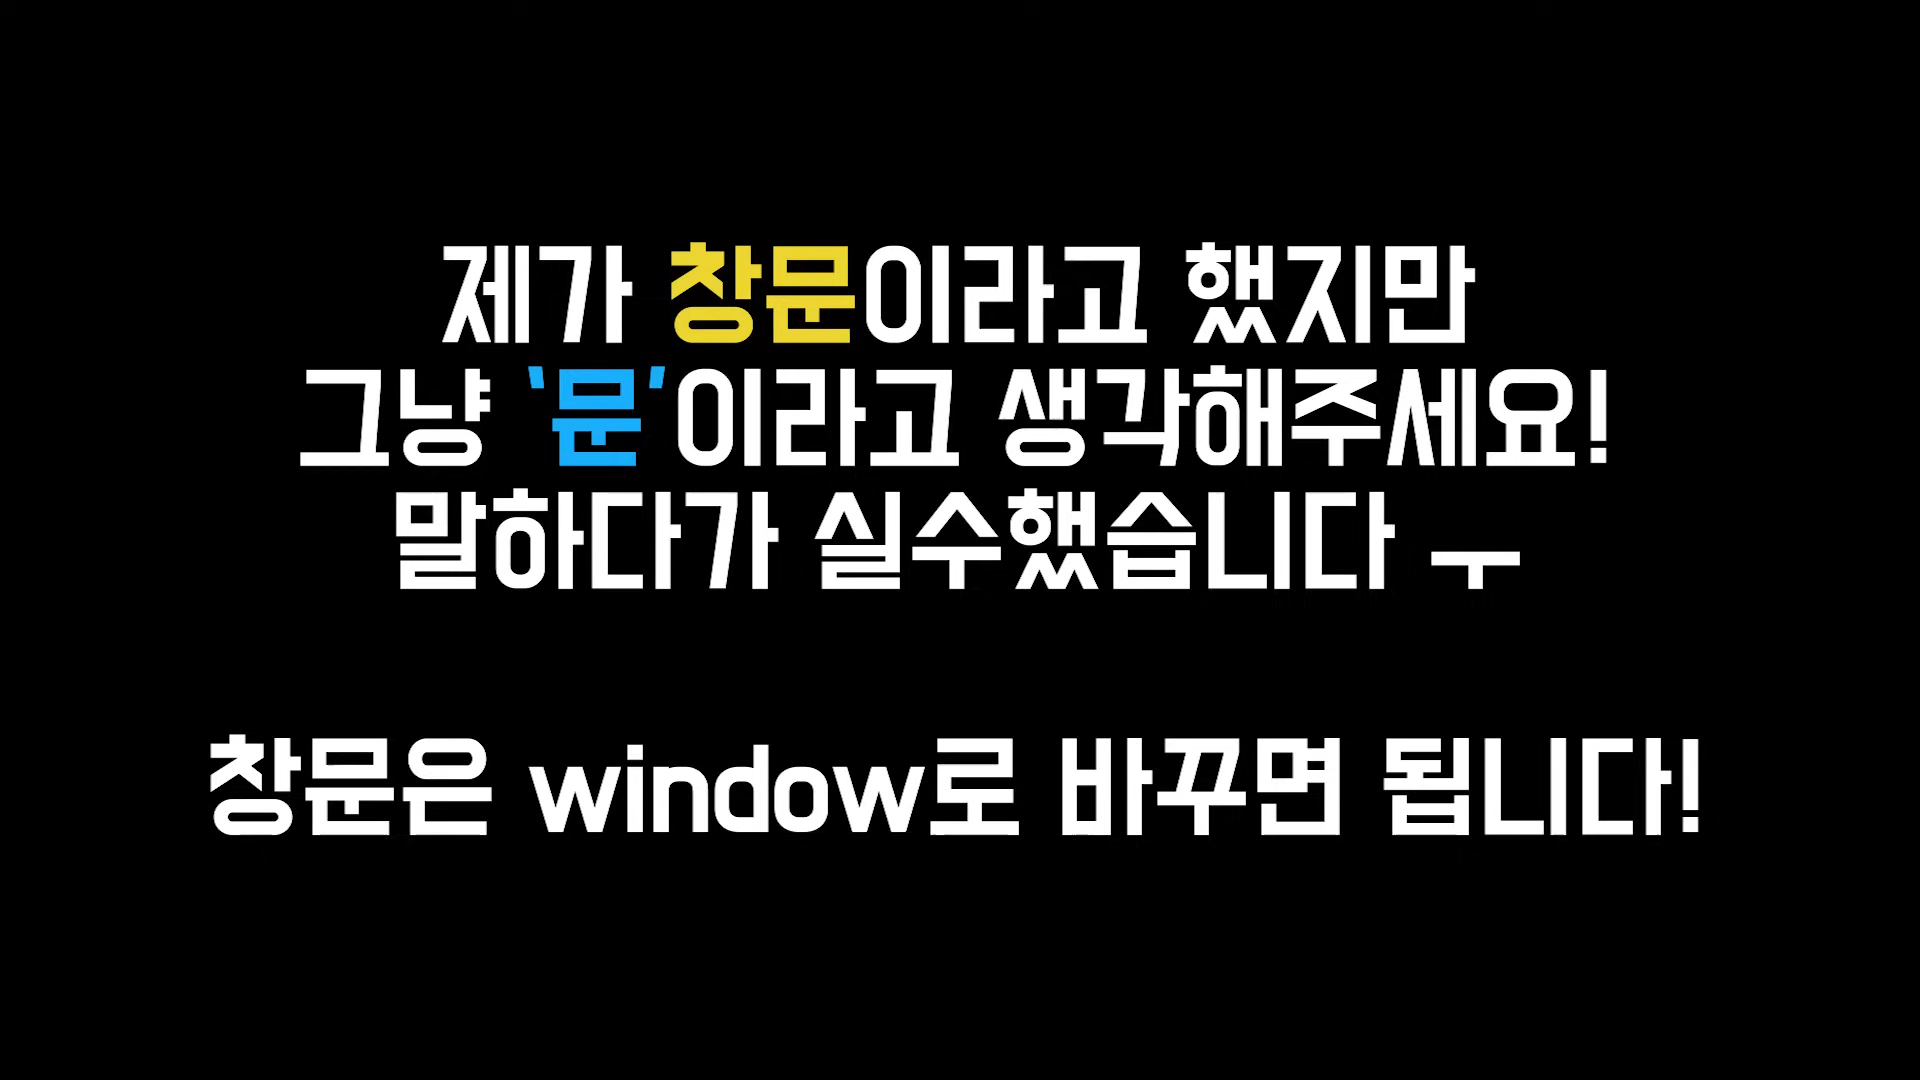 제가 창문이라고 했지만
그냥 '문'이라고 생각해주세요!
말하다가 실수했습니다 ㅜ
창문은 window로 바꾸면 됩니다!